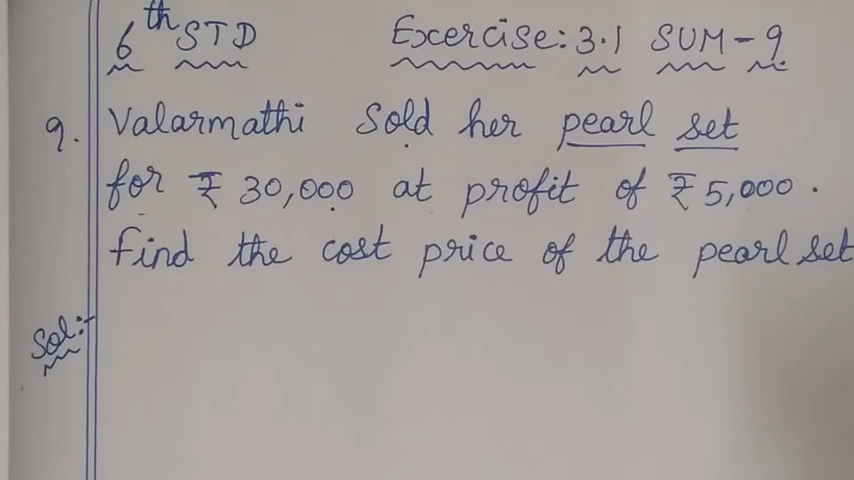 6th STD Excercise: 3.1 SUM - 9
9. Valarmathi Sold her pearl set
for ₹ 30,000 at profit of ₹ 5,000.
find the cost price of the pearl set
Sol:-